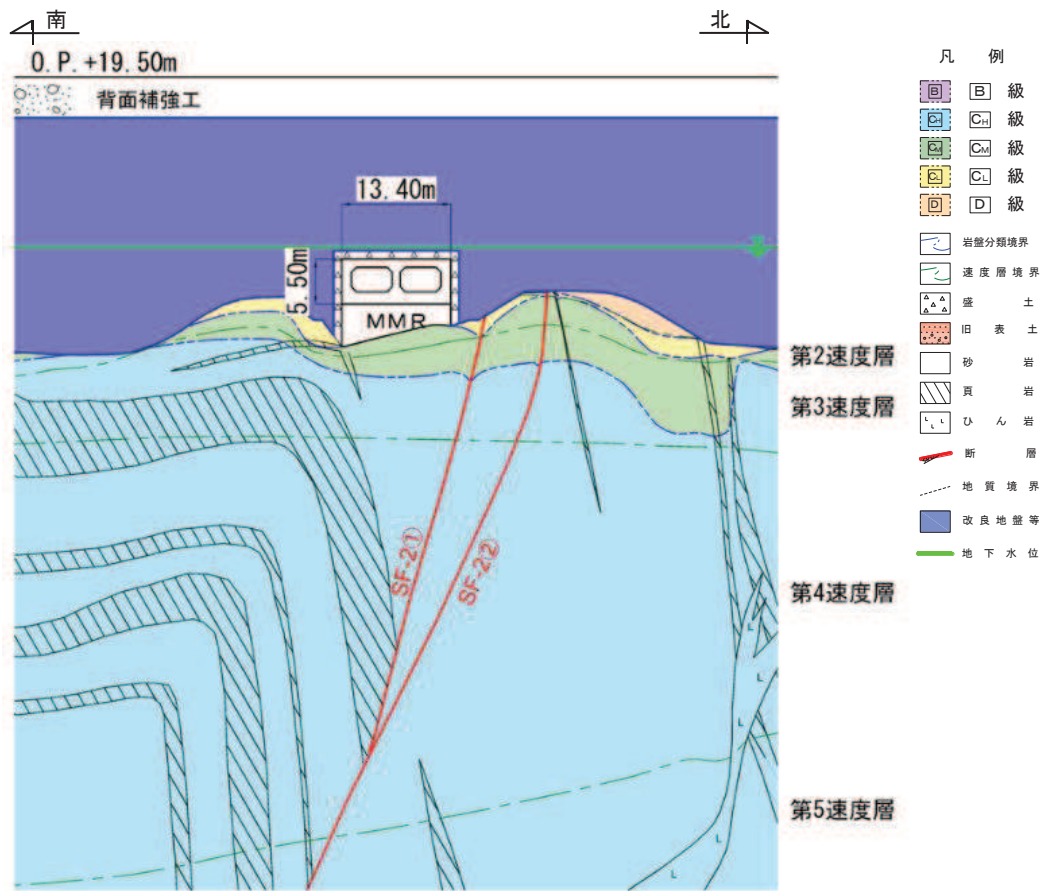 南
北
O.P.+19.50m
背面補強工
13.40m
5.50m
MMR
SF-2①
SF-2②
L
L
L
L
L
第2速度層
第3速度層
第4速度層
第5速度層
凡 例
B B 級
CH CH 級
CM CM 級
CL CL 級
D D 級
岩盤分類境界
速度層境界
盛 土
旧 表 土
砂 岩
頁 岩
L L L ひ ん 岩
断 層
地 質 境 界
改 良 地 盤 等
地 下 水 位